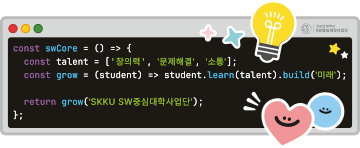 const swCore = () => {
const talent = ['창의력', '문제해결', '소통'];
const grow = (student) => student.learn(talent).build('미래');
return grow('SKKU SW중심대학사업단');
};